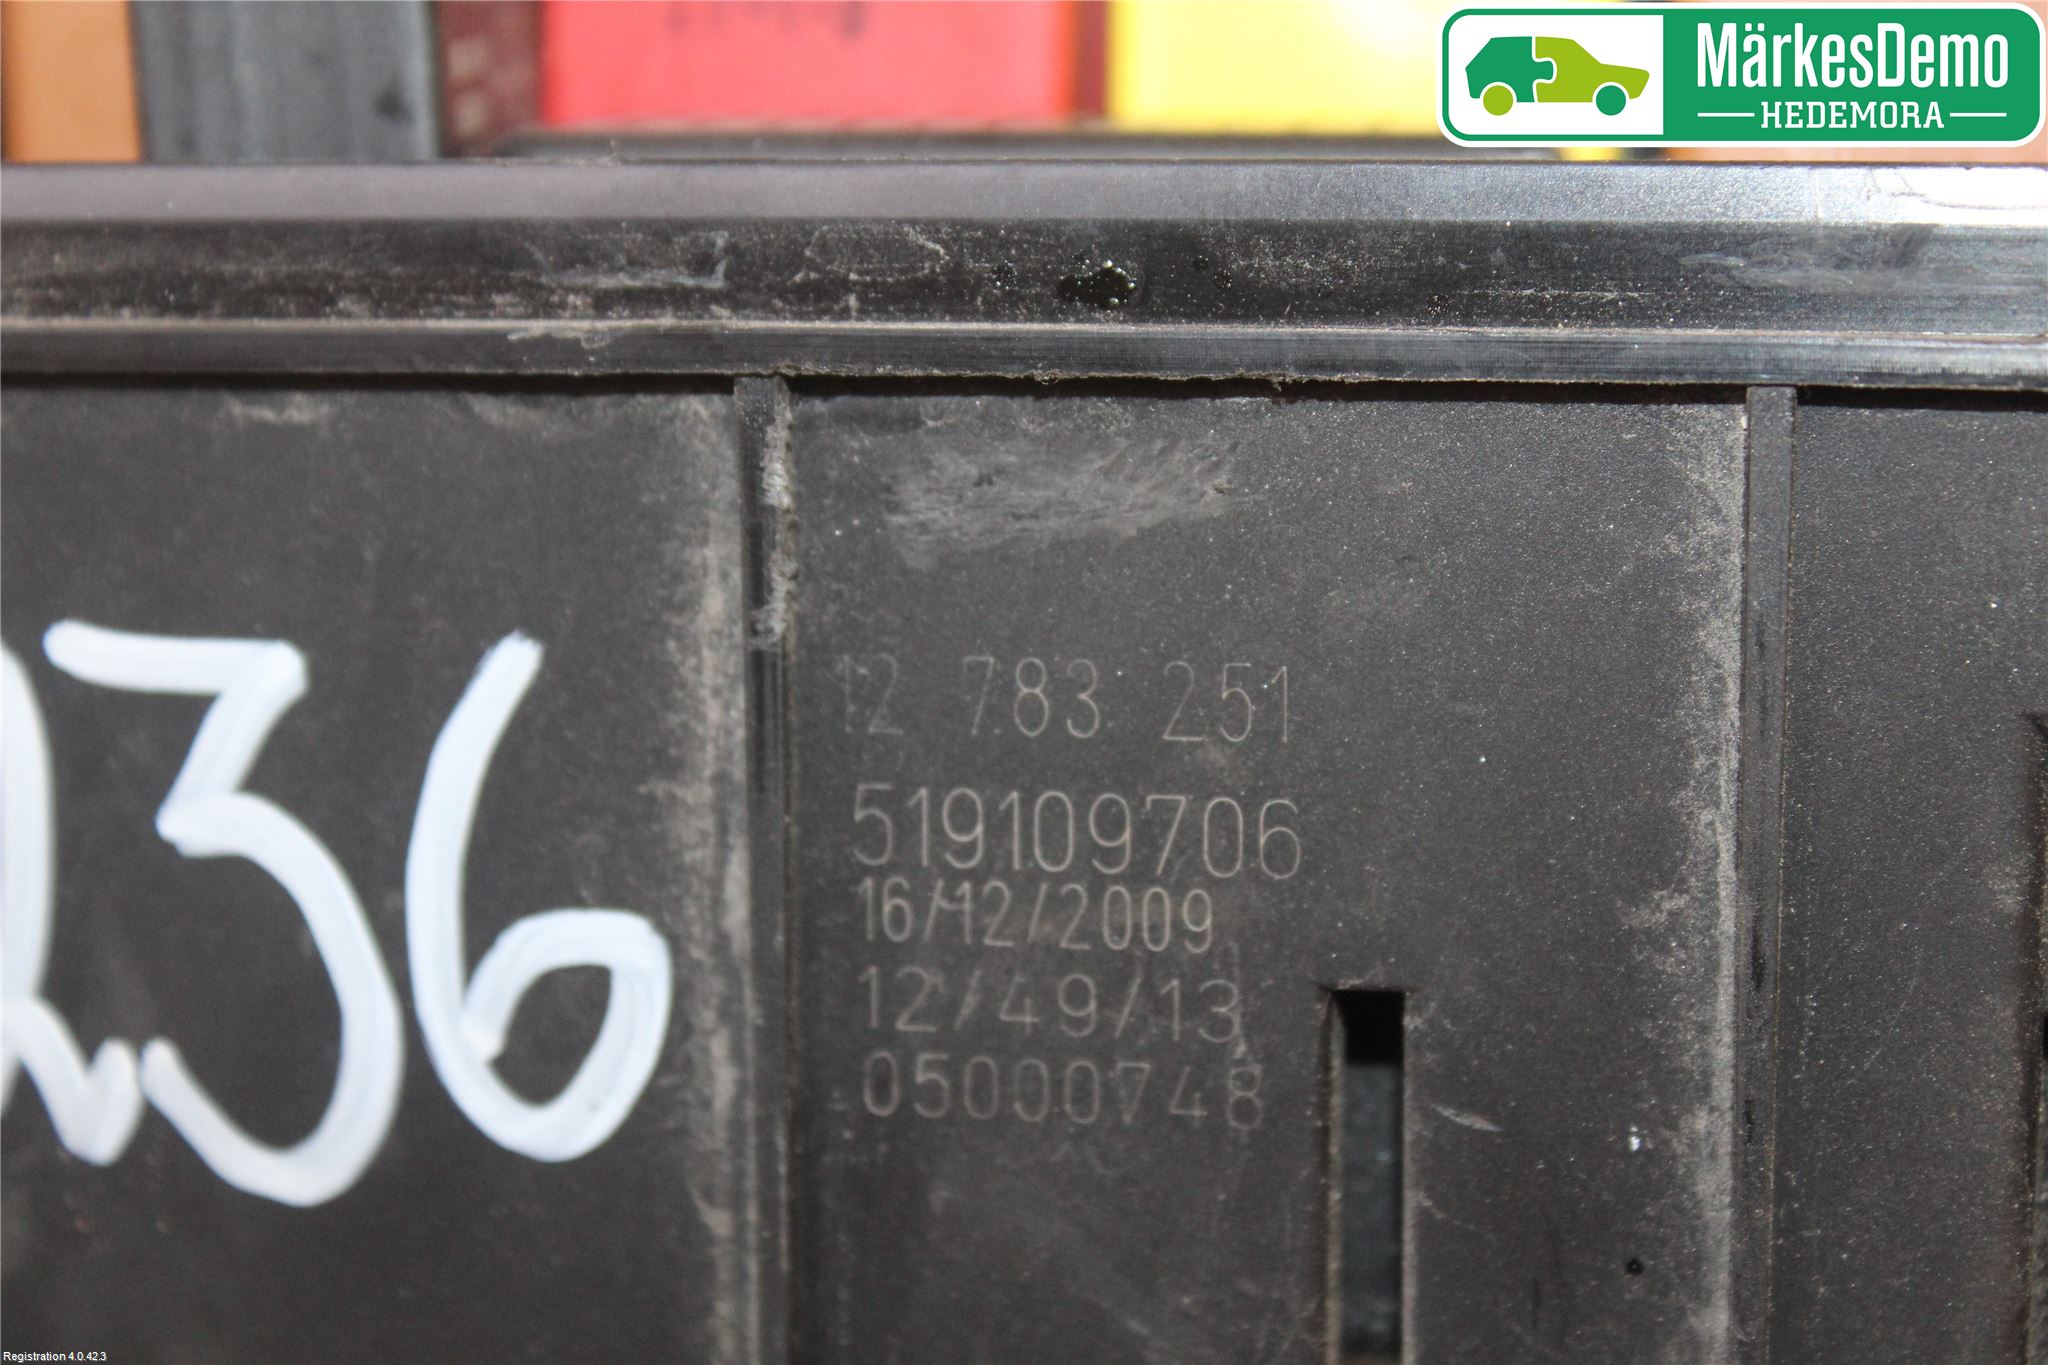 MärkesDemo
HEDEMORA
36
12 783 251
519109706
16/12/2009
12/49/13
05000748
Registration 4.0.42.3